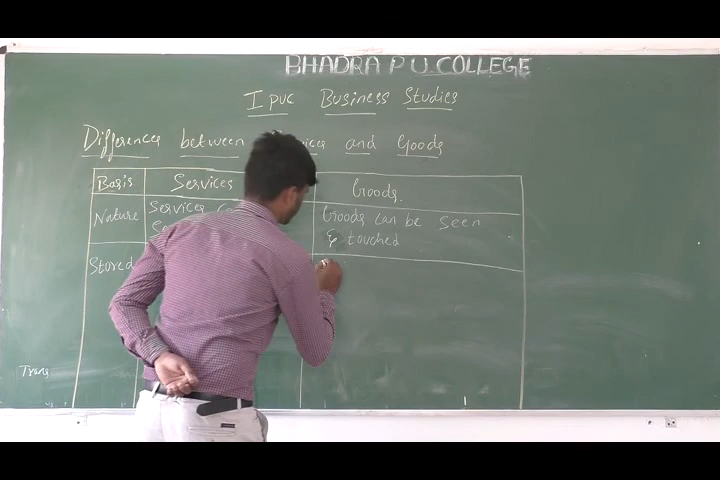 BHADRA P U COLLEGE
I PUC Business Studies
Differences between and Goods
Basis Services Goods.
Nature Services Goods can be seen
& touched
Stored
Trans